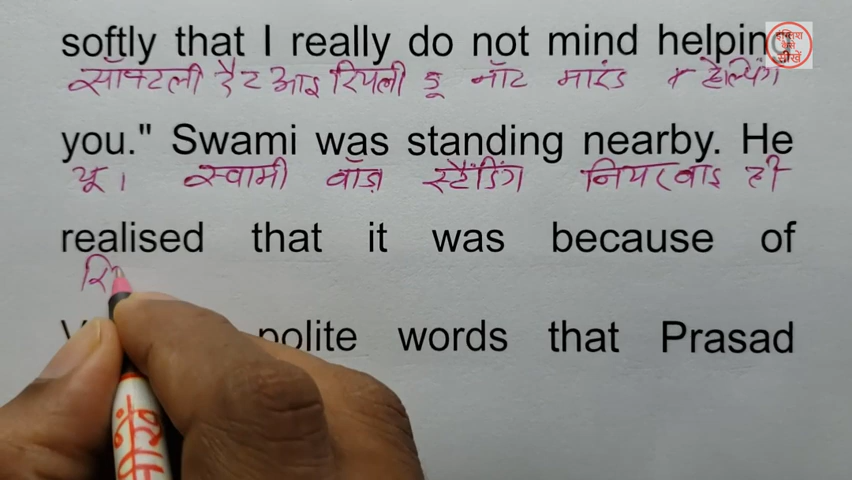 softly that I really do not mind helping
सॉफ्टली दैट आइ रियली डू नॉट माइंड हेल्पिंग
you." Swami was standing nearby. He
यू। स्वामी वॉज़ स्टैंडिंग नियरबाइ ही
realised that it was because of
रि
polite words that Prasad
इंग्लिश
कैसे
सीखें